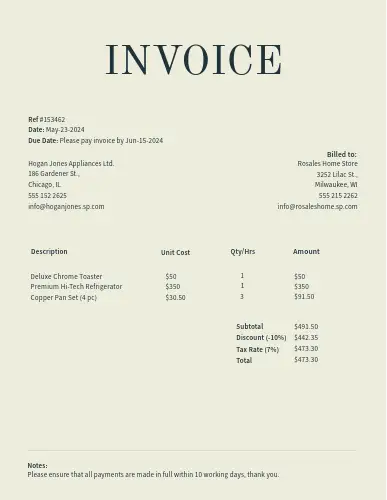 INVOICE
Ref #153462
Date: May-23-2024
Due Date: Please pay invoice by Jun-15-2024
Billed to:
Hogan Jones Appliances Ltd. Rosales Home Store
186 Gardener St., 3252 Lilac St.,
Chicago, IL Milwaukee, WI
555 152 2625 555 215 2262
info@hoganjones.sp.com info@rosaleshome.sp.com
Description Unit Cost Qty/Hrs Amount
Deluxe Chrome Toaster $50 1 $50
Premium Hi-Tech Refrigerator $350 1 $350
Copper Pan Set (4 pc) $30.50 3 $91.50
Subtotal $491.50
Discount (-10%) $442.35
Tax Rate (7%) $473.30
Total $473.30
Notes:
Please ensure that all payments are made in full within 10 working days, thank you.